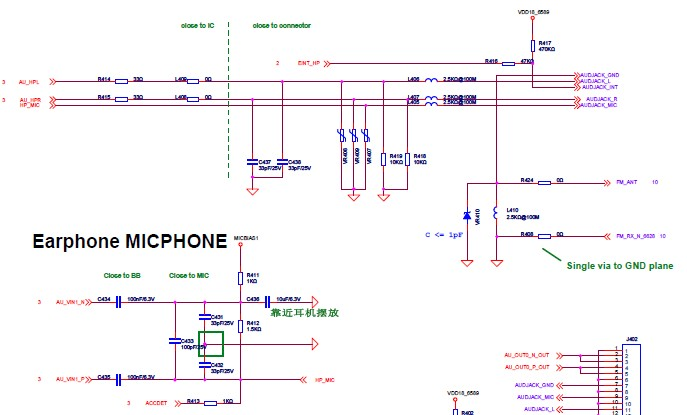 close to IC
close to connector
VDD18_6589
R417
470KΩ
2 EINT_HP
R416 47KΩ
AUDJACK_GND
3 AU_HPL
R414 33Ω
L409 0Ω
L406 2.5KΩ@100M
AUDJACK_L
AUDJACK_INT
3 AU_HPR
R415 33Ω
L408 0Ω
L407 2.5KΩ@100M
AUDJACK_R
HP_MIC
L405 2.5KΩ@100M
AUDJACK_MIC
C437
33pF/25V
C438
33pF/25V
VR408
VR409
VR407
R419
10KΩ
R418
10KΩ
R424 0Ω
FM_ANT 10
VR410
L410
2.5KΩ@100M
C <= 1pF
R408 0Ω
FM_RX_N_6628 10
Single via to GND plane
Earphone MICPHONE
MICBIAS1
Close to BB
Close to MIC
R411
1KΩ
3 AU_VIN1_N
C434 100nF/6.3V
C436 10uF/6.3V
靠近耳机摆放
C431
33pF/25V
R412
1.5KΩ
C433
100pF/25V
C432
33pF/25V
3 AU_VIN1_P
C435 100nF/6.3V
HP_MIC
3 ACCDET
R413 1KΩ
J402
AU_OUT0_N_OUT
AU_OUT0_P_OUT
AUDJACK_GND
AUDJACK_MIC
AUDJACK_L
VDD18_6589
R402